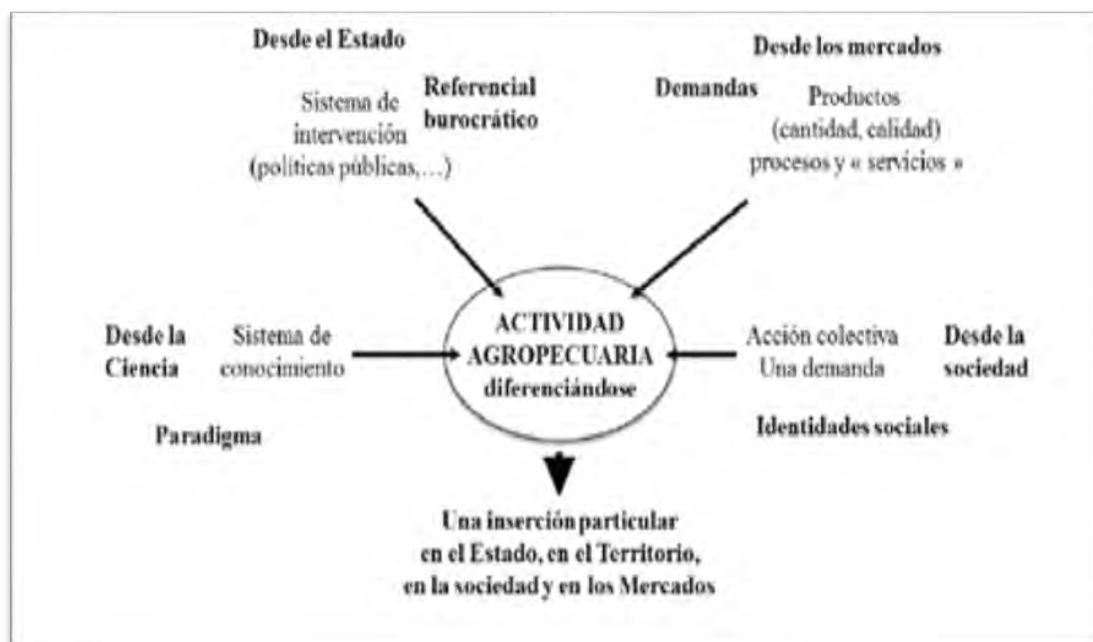 Desde el Estado
Referencial
burocrático
Sistema de
intervención
(políticas públicas,…)
Desde los mercados
Demandas
Productos
(cantidad, calidad)
procesos y « servicios »
Desde la
Ciencia
Sistema de
conocimiento
Paradigma
ACTIVIDAD
AGROPECUARIA
diferenciándose
Acción colectiva
Una demanda
Desde la
sociedad
Identidades sociales
Una inserción particular
en el Estado, en el Territorio,
en la sociedad y en los Mercados